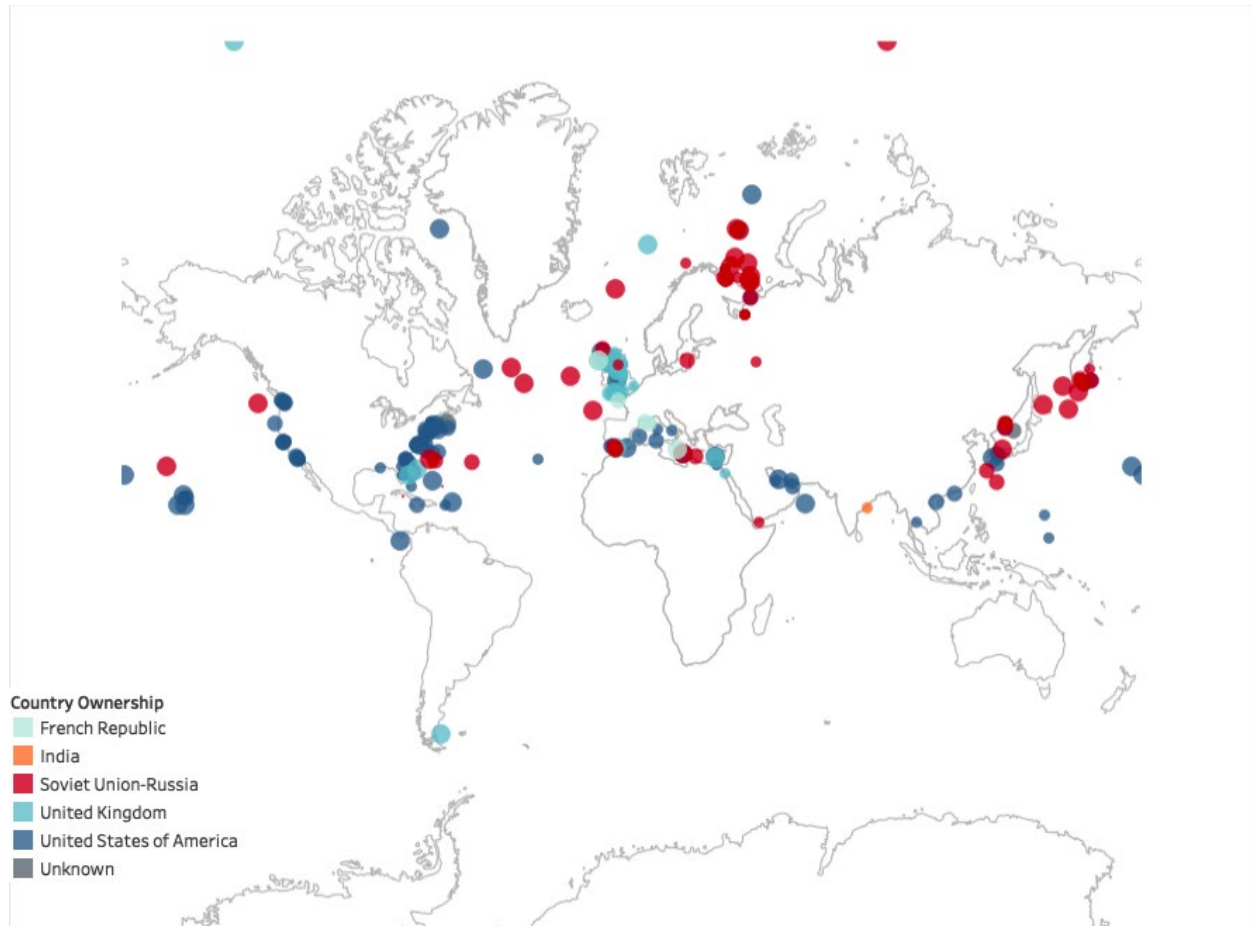 Country Ownership
French Republic
India
Soviet Union-Russia
United Kingdom
United States of America
Unknown